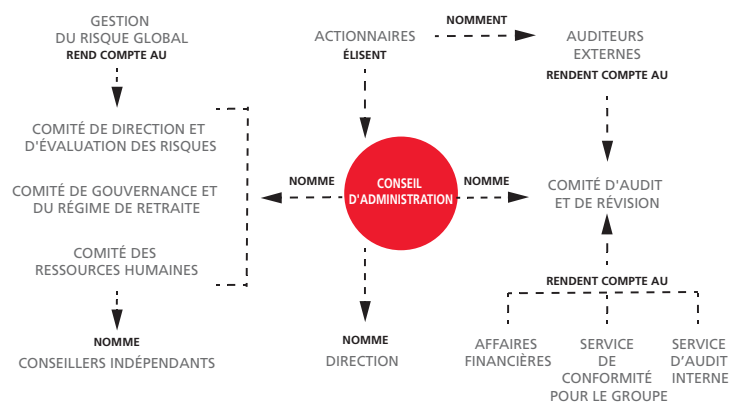 GESTION
DU RISQUE GLOBAL
REND COMPTE AU
COMITÉ DE DIRECTION ET
D'ÉVALUATION DES RISQUES
COMITÉ DE GOUVERNANCE ET
DU RÉGIME DE RETRAITE
COMITÉ DES
RESSOURCES HUMAINES
NOMME
CONSEILLERS INDÉPENDANTS
ACTIONNAIRES
ÉLISENT
NOMMENT
AUDITEURS
EXTERNES
RENDENT COMPTE AU
NOMME
CONSEIL
D'ADMINISTRATION
NOMME
COMITÉ D'AUDIT
ET DE RÉVISION
NOMME
DIRECTION
RENDENT COMPTE AU
AFFAIRES
FINANCIÈRES
SERVICE
DE
CONFORMITÉ
POUR LE GROUPE
SERVICE
D'AUDIT
INTERNE